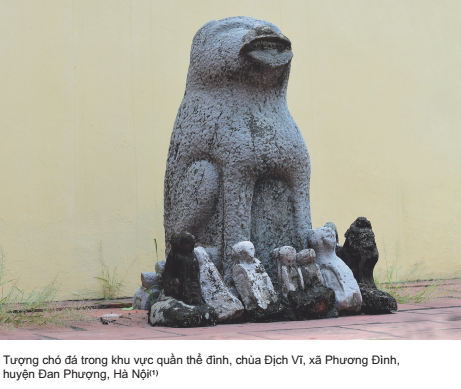 Tượng chó đá trong khu vực quần thể đình, chùa Địch Vĩ, xã Phương Đình,
huyện Đan Phượng, Hà Nội⁽¹⁾